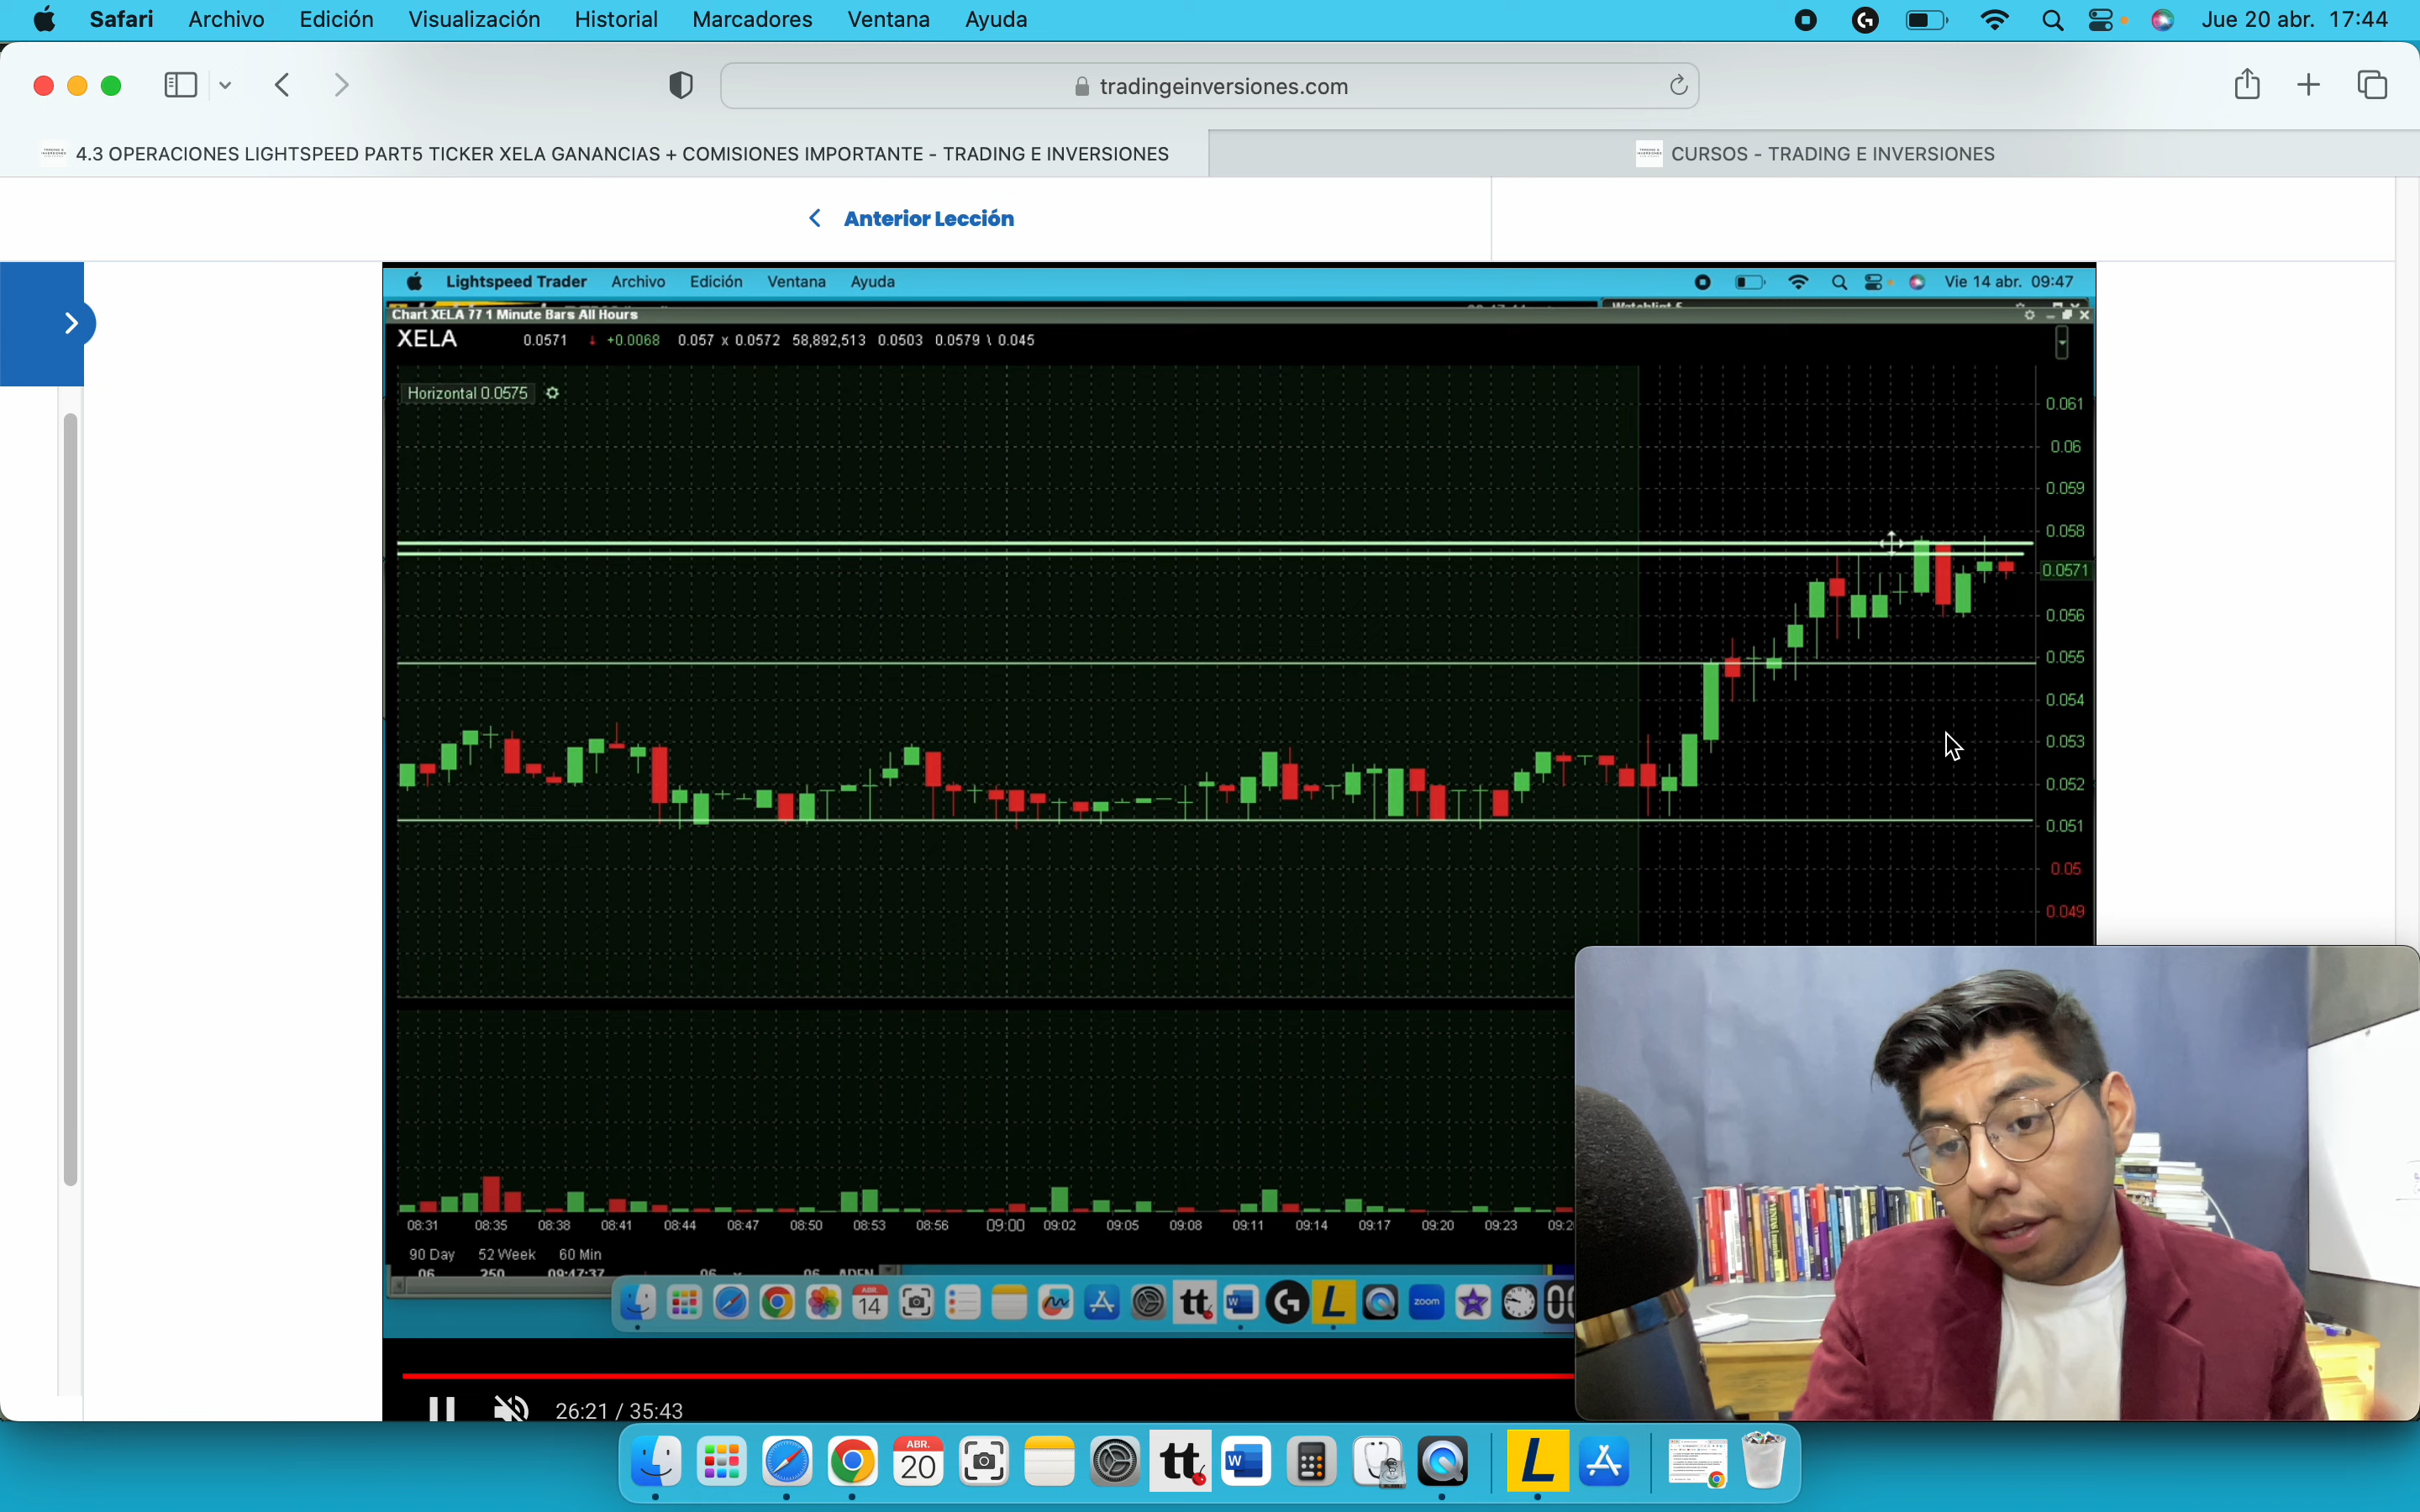 Safari Archivo Edición Visualización Historial Marcadores Ventana Ayuda Jue 20 abr. 17:44
tradingeinversiones.com
4.3 OPERACIONES LIGHTSPEED PART5 TICKER XELA GANANCIAS + COMISIONES IMPORTANTE - TRADING E INVERSIONES
CURSOS - TRADING E INVERSIONES
Anterior Lección
Lightspeed Trader Archivo Edición Ventana Ayuda Vie 14 abr. 09:47
Chart XELA 77 1 Minute Bars All Hours
XELA 0.0571 +0.0068 0.057 x 0.0572 58,892,513 0.0503 0.0579 \ 0.045
Horizontal 0.0575
0.061
0.06
0.059
0.058
0.0571
0.056
0.055
0.054
0.053
0.052
0.051
0.05
0.049
08:31 08:35 08:38 08:41 08:44 08:47 08:50 08:53 08:56 09:00 09:02 09:05 09:08 09:11 09:14 09:17 09:20 09:23
90 Day 52 Week 60 Min
ABR.
14
tt
W
L
zoom
26:21 / 35:43
ABR.
20
tt
W
L